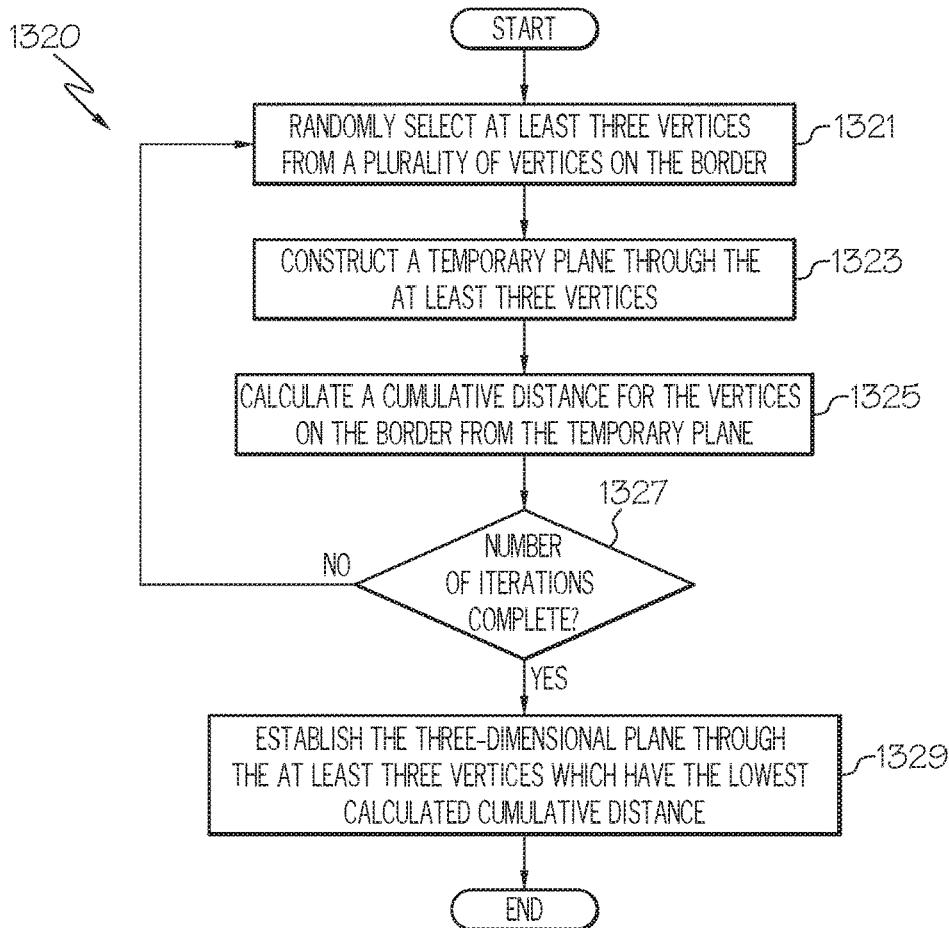 1320
START
RANDOMLY SELECT AT LEAST THREE VERTICES
FROM A PLURALITY OF VERTICES ON THE BORDER
1321
CONSTRUCT A TEMPORARY PLANE THROUGH THE
AT LEAST THREE VERTICES
1323
CALCULATE A CUMULATIVE DISTANCE FOR THE VERTICES
ON THE BORDER FROM THE TEMPORARY PLANE
1325
1327
NUMBER
OF ITERATIONS
COMPLETE?
NO
YES
ESTABLISH THE THREE-DIMENSIONAL PLANE THROUGH
THE AT LEAST THREE VERTICES WHICH HAVE THE LOWEST
CALCULATED CUMULATIVE DISTANCE
1329
END